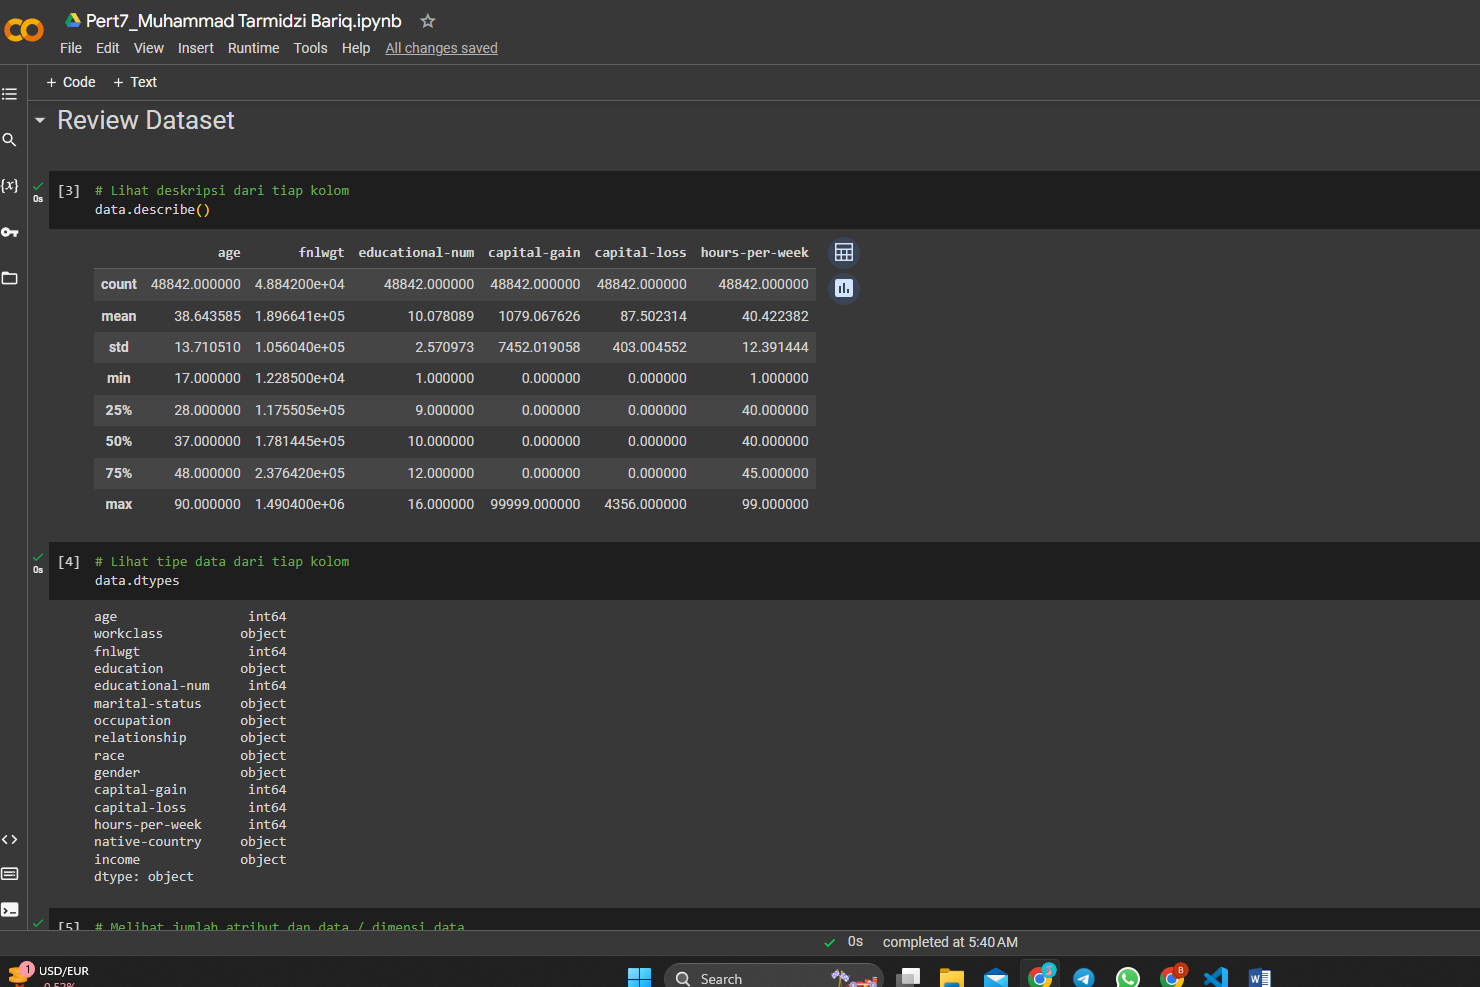 Pert7_Muhammad Tarmidzi Bariq.ipynb
File Edit View Insert Runtime Tools Help All changes saved
+ Code + Text
Review Dataset
[3] # Lihat deskripsi dari tiap kolom
0s
data.describe()
age fnlwgt educational-num capital-gain capital-loss hours-per-week
count 48842.000000 4.884200e+04 48842.000000 48842.000000 48842.000000 48842.000000
mean 38.643585 1.896641e+05 10.078089 1079.067626 87.502314 40.422382
std 13.710510 1.056040e+05 2.570973 7452.019058 403.004552 12.391444
min 17.000000 1.228500e+04 1.000000 0.000000 0.000000 1.000000
25% 28.000000 1.175505e+05 9.000000 0.000000 0.000000 40.000000
50% 37.000000 1.781445e+05 10.000000 0.000000 0.000000 40.000000
75% 48.000000 2.376420e+05 12.000000 0.000000 0.000000 45.000000
max 90.000000 1.490400e+06 16.000000 99999.000000 4356.000000 99.000000
[4] # Lihat tipe data dari tiap kolom
0s
data.dtypes
age int64
workclass object
fnlwgt int64
education object
educational-num int64
marital-status object
occupation object
relationship object
race object
gender object
capital-gain int64
capital-loss int64
hours-per-week int64
native-country object
income object
dtype: object
[5] # Melihat jumlah atribut dan data / dimensi data
{x}
0s completed at 5:40 AM
1 USD/EUR
0.52%
Search
3
B
W